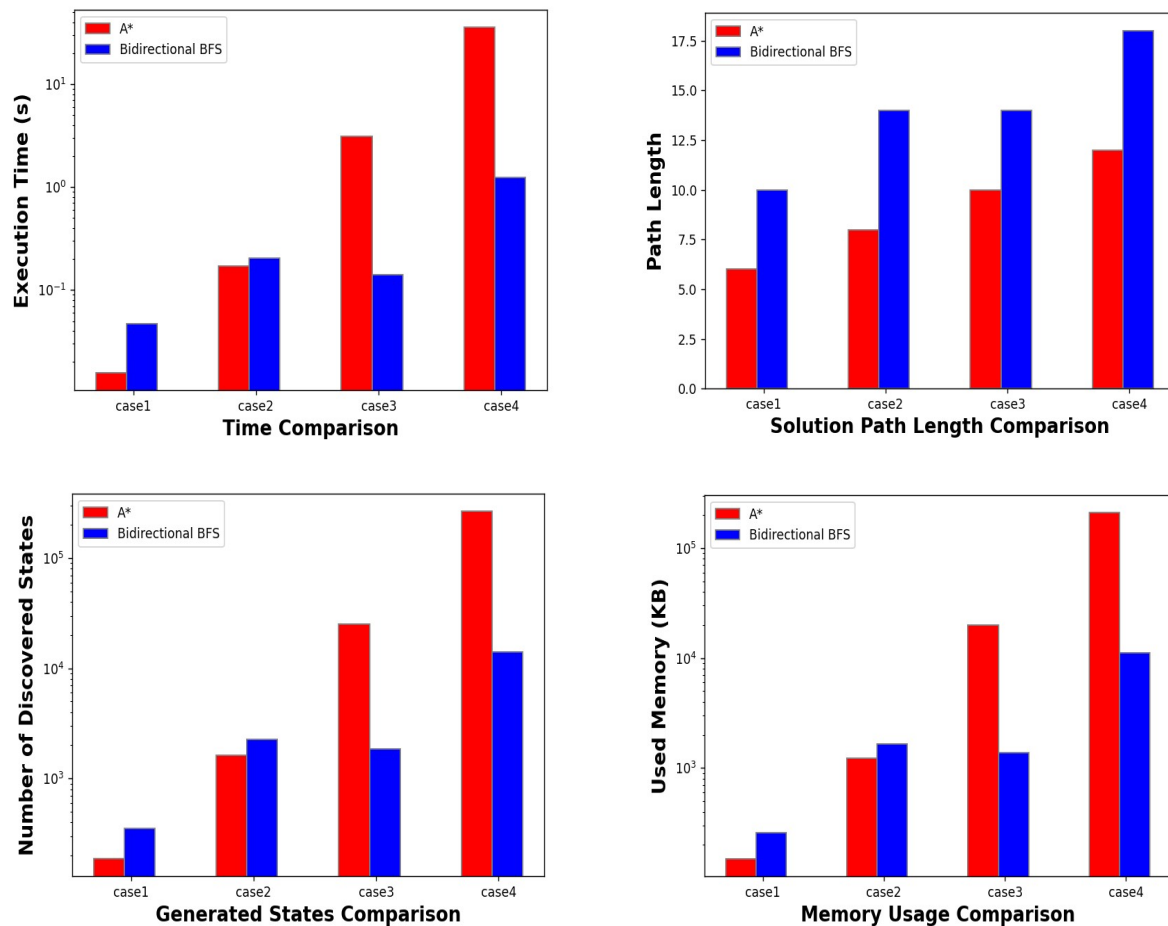 A*
Bidirectional BFS
Execution Time (s)
10^1
10^0
10^-1
case1 case2 case3 case4
Time Comparison
A*
Bidirectional BFS
Path Length
17.5
15.0
12.5
10.0
7.5
5.0
2.5
0.0
case1 case2 case3 case4
Solution Path Length Comparison
A*
Bidirectional BFS
Number of Discovered States
10^5
10^4
10^3
case1 case2 case3 case4
Generated States Comparison
A*
Bidirectional BFS
Used Memory (KB)
10^5
10^4
10^3
case1 case2 case3 case4
Memory Usage Comparison